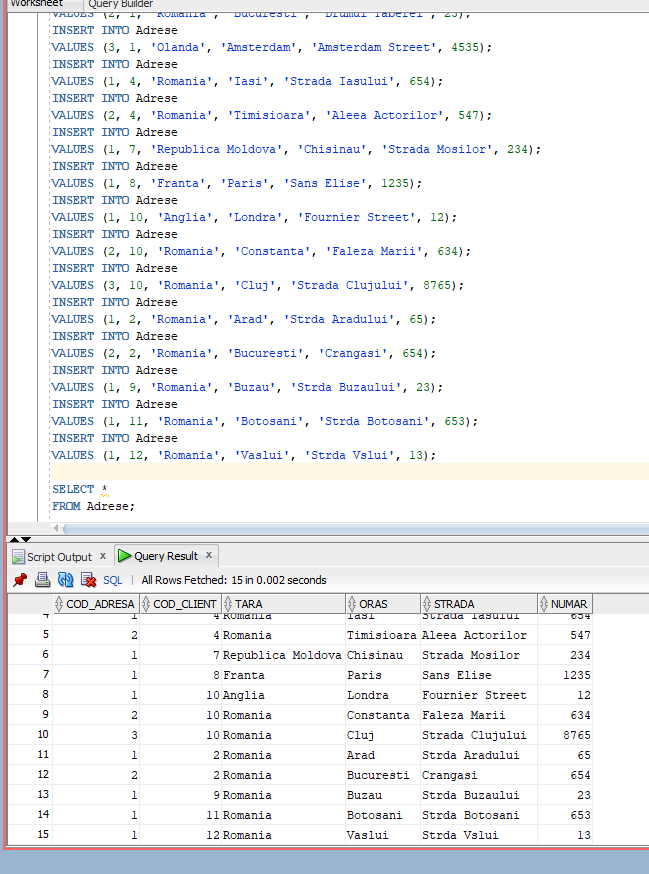 Worksheet Query Builder
VALUES (2, 1, 'Romania', 'Bucuresti', 'Drumul Taberei', 23);
INSERT INTO Adrese
VALUES (3, 1, 'Olanda', 'Amsterdam', 'Amsterdam Street', 4535);
INSERT INTO Adrese
VALUES (1, 4, 'Romania', 'Iasi', 'Strada Iasului', 654);
INSERT INTO Adrese
VALUES (2, 4, 'Romania', 'Timisioara', 'Aleea Actorilor', 547);
INSERT INTO Adrese
VALUES (1, 7, 'Republica Moldova', 'Chisinau', 'Strada Mosilor', 234);
INSERT INTO Adrese
VALUES (1, 8, 'Franta', 'Paris', 'Sans Elise', 1235);
INSERT INTO Adrese
VALUES (1, 10, 'Anglia', 'Londra', 'Fournier Street', 12);
INSERT INTO Adrese
VALUES (2, 10, 'Romania', 'Constanta', 'Faleza Marii', 634);
INSERT INTO Adrese
VALUES (3, 10, 'Romania', 'Cluj', 'Strada Clujului', 8765);
INSERT INTO Adrese
VALUES (1, 2, 'Romania', 'Arad', 'Strda Aradului', 65);
INSERT INTO Adrese
VALUES (2, 2, 'Romania', 'Bucuresti', 'Crangasi', 654);
INSERT INTO Adrese
VALUES (1, 9, 'Romania', 'Buzau', 'Strda Buzaului', 23);
INSERT INTO Adrese
VALUES (1, 11, 'Romania', 'Botosani', 'Strda Botosani', 653);
INSERT INTO Adrese
VALUES (1, 12, 'Romania', 'Vaslui', 'Strda Vslui', 13);
SELECT *
FROM Adrese;
Script Output x Query Result x
SQL | All Rows Fetched: 15 in 0.002 seconds
COD_ADRESA COD_CLIENT TARA ORAS STRADA NUMAR
4 1 4 Romania Iasi Strada Iasului 654
5 2 4 Romania Timisioara Aleea Actorilor 547
6 1 7 Republica Moldova Chisinau Strada Mosilor 234
7 1 8 Franta Paris Sans Elise 1235
8 1 10 Anglia Londra Fournier Street 12
9 2 10 Romania Constanta Faleza Marii 634
10 3 10 Romania Cluj Strada Clujului 8765
11 1 2 Romania Arad Strda Aradului 65
12 2 2 Romania Bucuresti Crangasi 654
13 1 9 Romania Buzau Strda Buzaului 23
14 1 11 Romania Botosani Strda Botosani 653
15 1 12 Romania Vaslui Strda Vslui 13